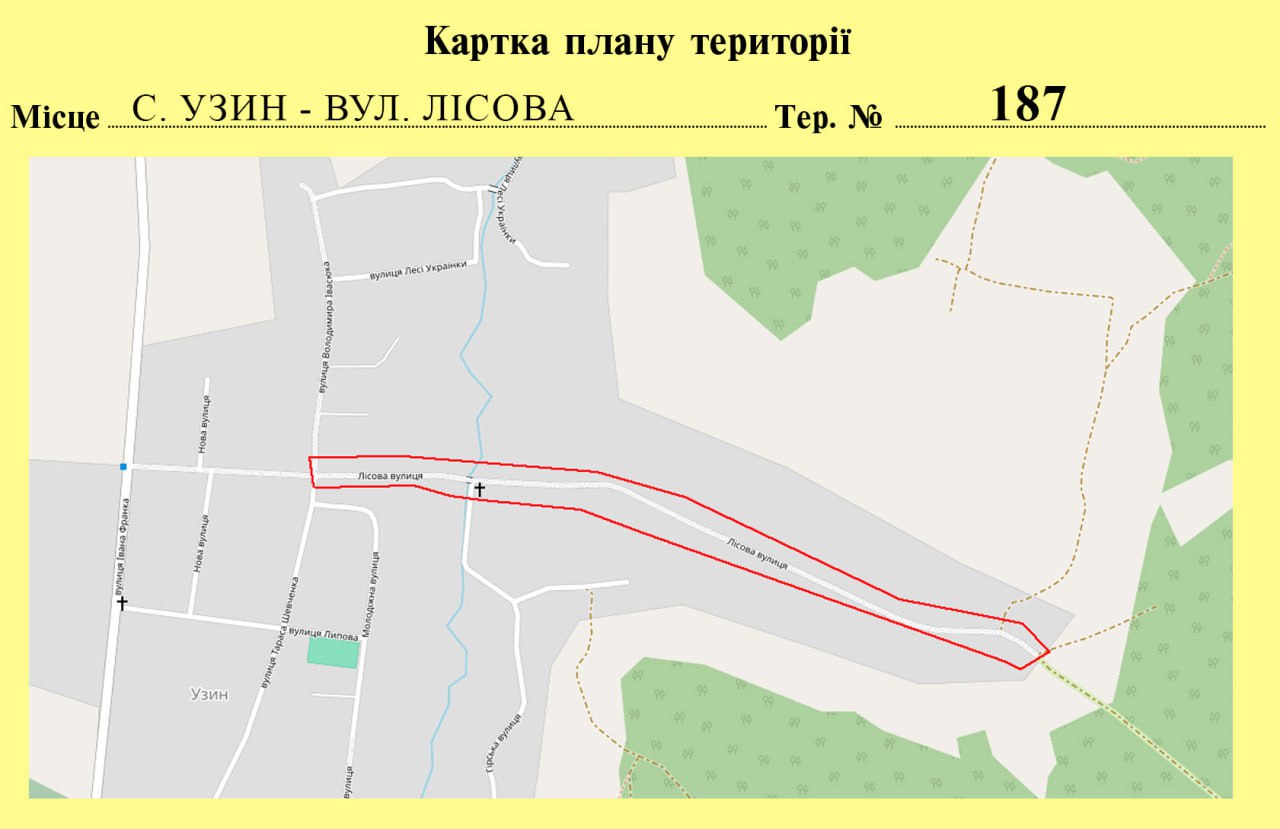 Картка плану території
Місце С. УЗИН - ВУЛ. ЛІСОВА Тер. № 187
вулиця Лесі Українки
вулиця Лесі Українки
вулиця Володимира Івасюка
Нова вулиця
Лісова вулиця
вулиця Івана Франка
Нова вулиця
Лісова вулиця
Молодіжна вулиця
вулиця Тараса Шевченка
вулиця Липова
Узин
Гірська вулиця
вулиця